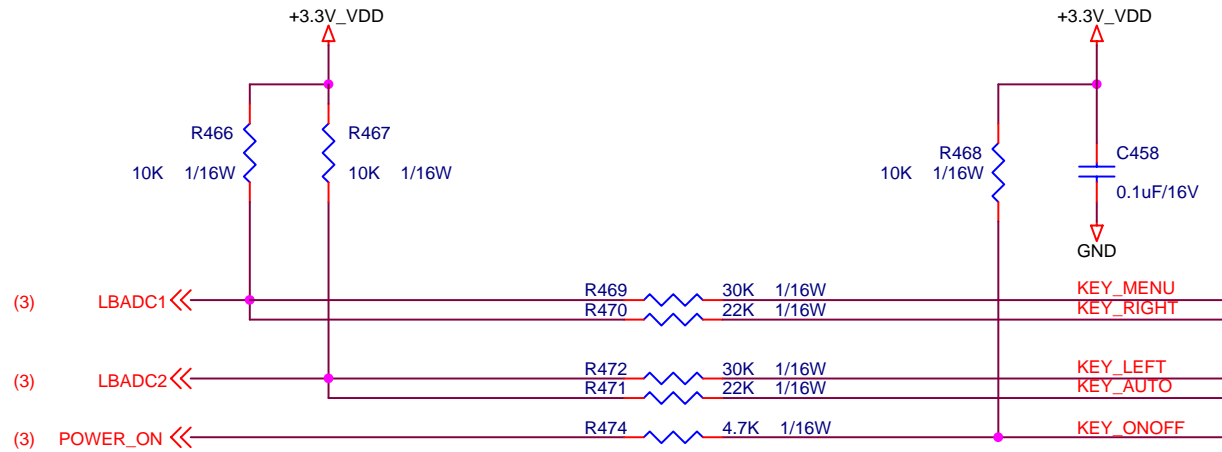 +3.3V_VDD +3.3V_VDD
R466 R467
10K 1/16W 10K 1/16W
R468 C458
10K 1/16W 0.1uF/16V
GND
(3) LBADC1 R469 30K 1/16W KEY_MENU
R470 22K 1/16W KEY_RIGHT
(3) LBADC2 R472 30K 1/16W KEY_LEFT
R471 22K 1/16W KEY_AUTO
(3) POWER_ON R474 4.7K 1/16W KEY_ONOFF